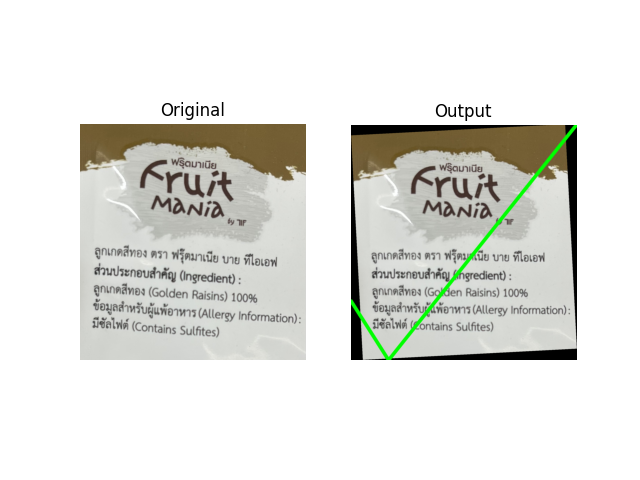 Original
ฟรุ๊ตมาเนีย
Fruit
Mania
by TIF
ลูกเกดสีทอง ตรา ฟรุ๊ตมาเนีย บาย ทีไอเอฟ
ส่วนประกอบสำคัญ (Ingredient) :
ลูกเกดสีทอง (Golden Raisins) 100%
ข้อมูลสำหรับผู้แพ้อาหาร (Allergy Information) :
มีซัลไฟต์ (Contains Sulfites)
Output
ฟรุ๊ตมาเนีย
Fruit
Mania
by TIF
ลูกเกดสีทอง ตรา ฟรุ๊ตมาเนีย บาย ทีไอเอฟ
ส่วนประกอบสำคัญ (Ingredient) :
ลูกเกดสีทอง (Golden Raisins) 100%
ข้อมูลสำหรับผู้แพ้อาหาร (Allergy Information) :
มีซัลไฟต์ (Contains Sulfites)